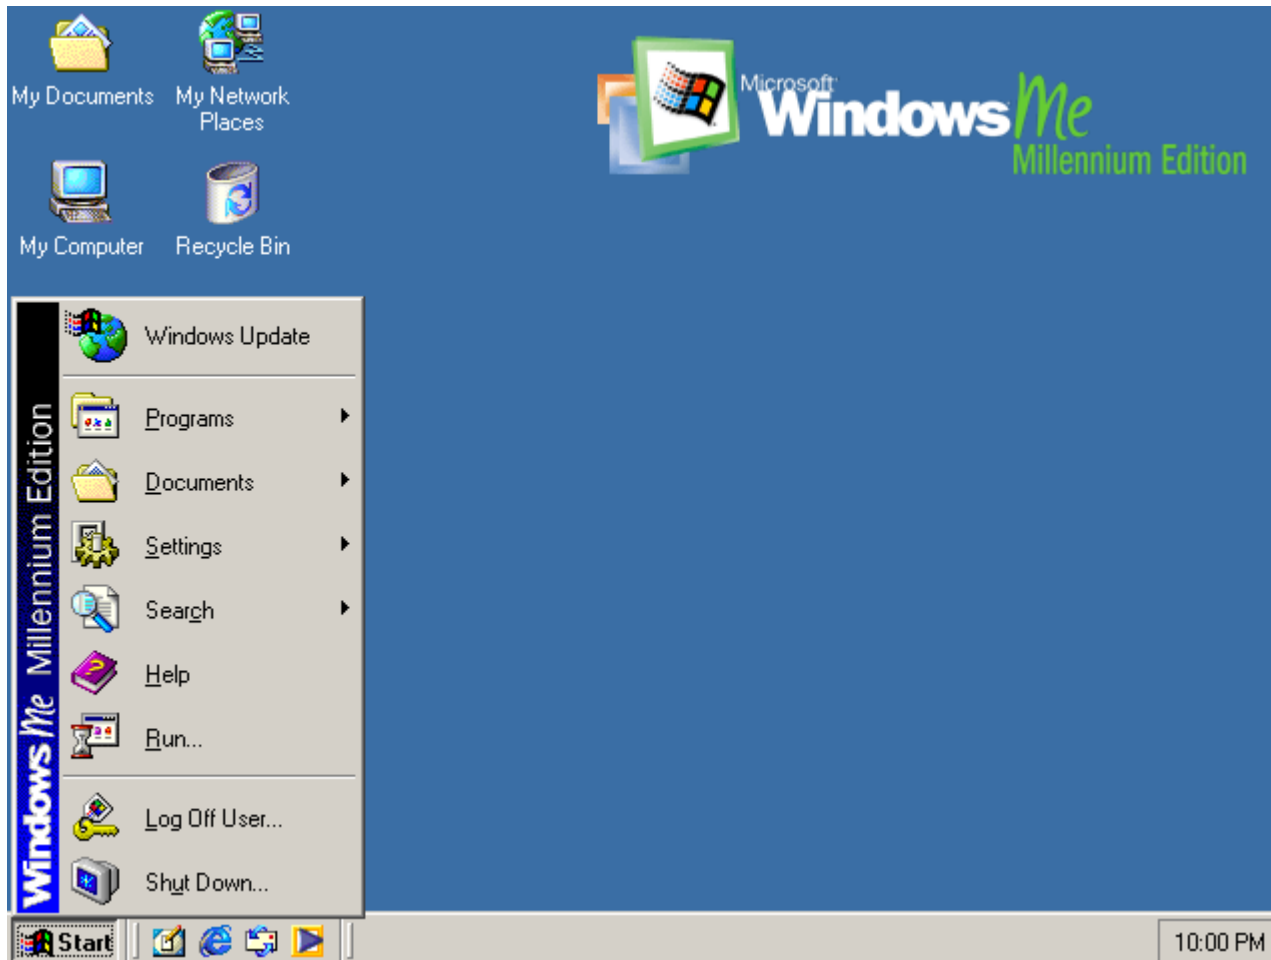 My Documents
My Network
Places
My Computer
Recycle Bin
Microsoft
Windows Me
Millennium Edition
Windows Update
Programs
Documents
Settings
Search
Help
Run...
Log Off User...
Shut Down...
Windows Me Millennium Edition
Start
10:00 PM